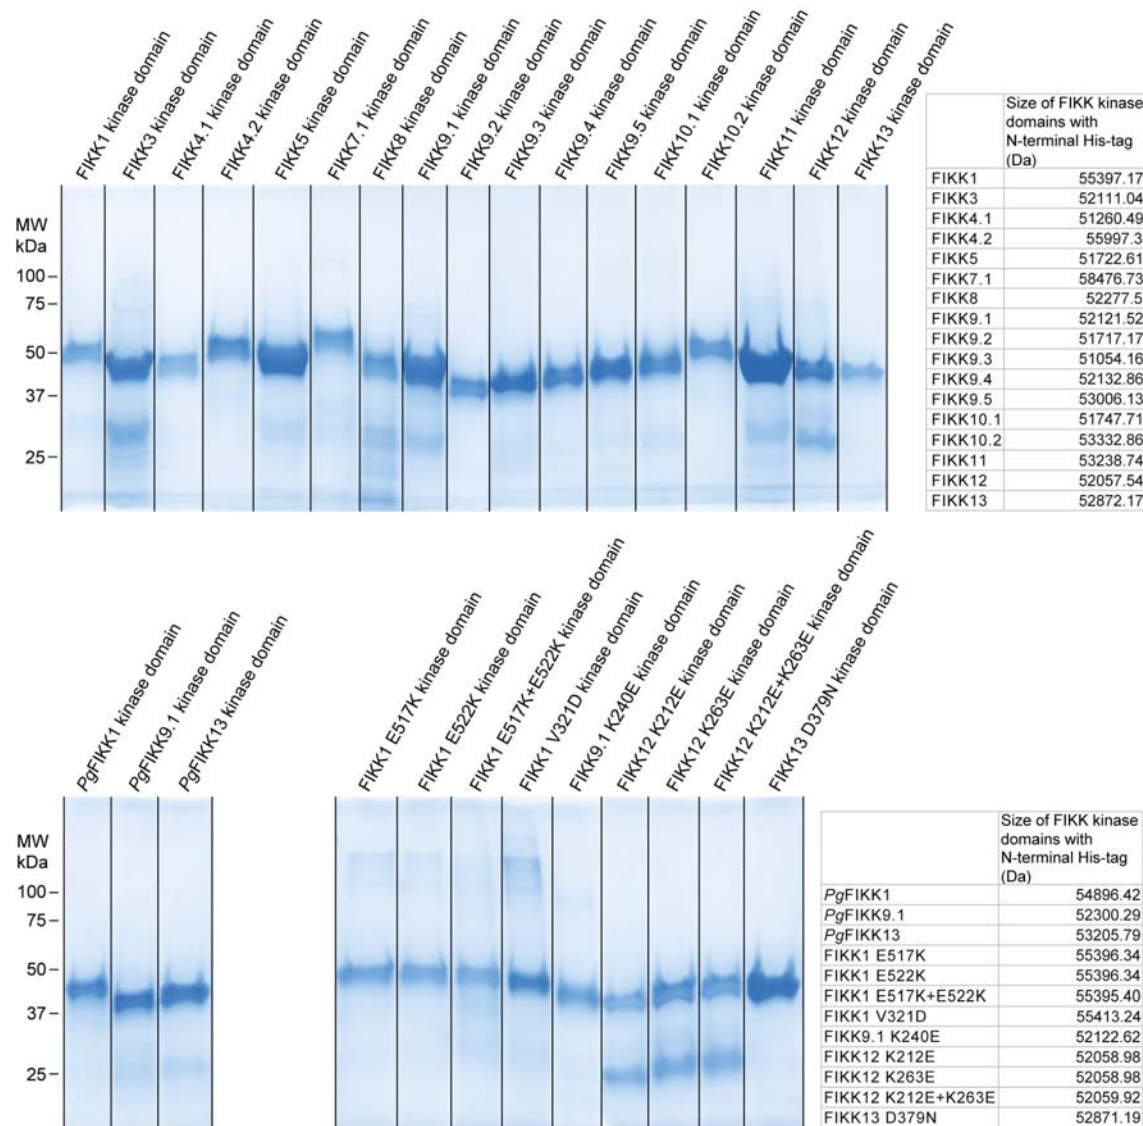 FIKK1 kinase domain
FIKK3 kinase domain
FIKK4.1 kinase domain
FIKK4.2 kinase domain
FIKK5 kinase domain
FIKK7.1 kinase domain
FIKK8 kinase domain
FIKK9.1 kinase domain
FIKK9.2 kinase domain
FIKK9.3 kinase domain
FIKK9.4 kinase domain
FIKK9.5 kinase domain
FIKK10.1 kinase domain
FIKK10.2 kinase domain
FIKK11 kinase domain
FIKK12 kinase domain
FIKK13 kinase domain
MW
kDa
100
75
50
37
25
Size of FIKK kinase
domains with
N-terminal His-tag
(Da)
FIKK1 55397.17
FIKK3 52111.04
FIKK4.1 51260.49
FIKK4.2 55997.3
FIKK5 51722.61
FIKK7.1 58476.73
FIKK8 52277.5
FIKK9.1 52121.52
FIKK9.2 51717.17
FIKK9.3 51054.16
FIKK9.4 52132.86
FIKK9.5 53006.13
FIKK10.1 51747.71
FIKK10.2 53332.86
FIKK11 53238.74
FIKK12 52057.54
FIKK13 52872.17
PgFIKK1 kinase domain
PgFIKK9.1 kinase domain
PgFIKK13 kinase domain
FIKK1 E517K kinase domain
FIKK1 E522K kinase domain
FIKK1 E517K+E522K kinase domain
FIKK1 V321D kinase domain
FIKK9.1 K240E kinase domain
FIKK12 K212E kinase domain
FIKK12 K263E kinase domain
FIKK12 K212E+K263E kinase domain
FIKK13 D379N kinase domain
MW
kDa
100
75
50
37
25
Size of FIKK kinase
domains with
N-terminal His-tag
(Da)
PgFIKK1 54896.42
PgFIKK9.1 52300.29
PgFIKK13 53205.79
FIKK1 E517K 55396.34
FIKK1 E522K 55396.34
FIKK1 E517K+E522K 55395.40
FIKK1 V321D 55413.24
FIKK9.1 K240E 52122.62
FIKK12 K212E 52058.98
FIKK12 K263E 52058.98
FIKK12 K212E+K263E 52059.92
FIKK13 D379N 52871.19